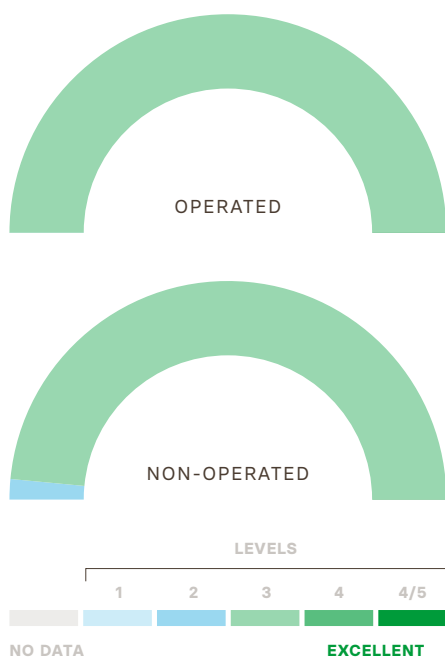 OPERATED
NON-OPERATED
LEVELS
1 2 3 4 4/5
NO DATA EXCELLENT